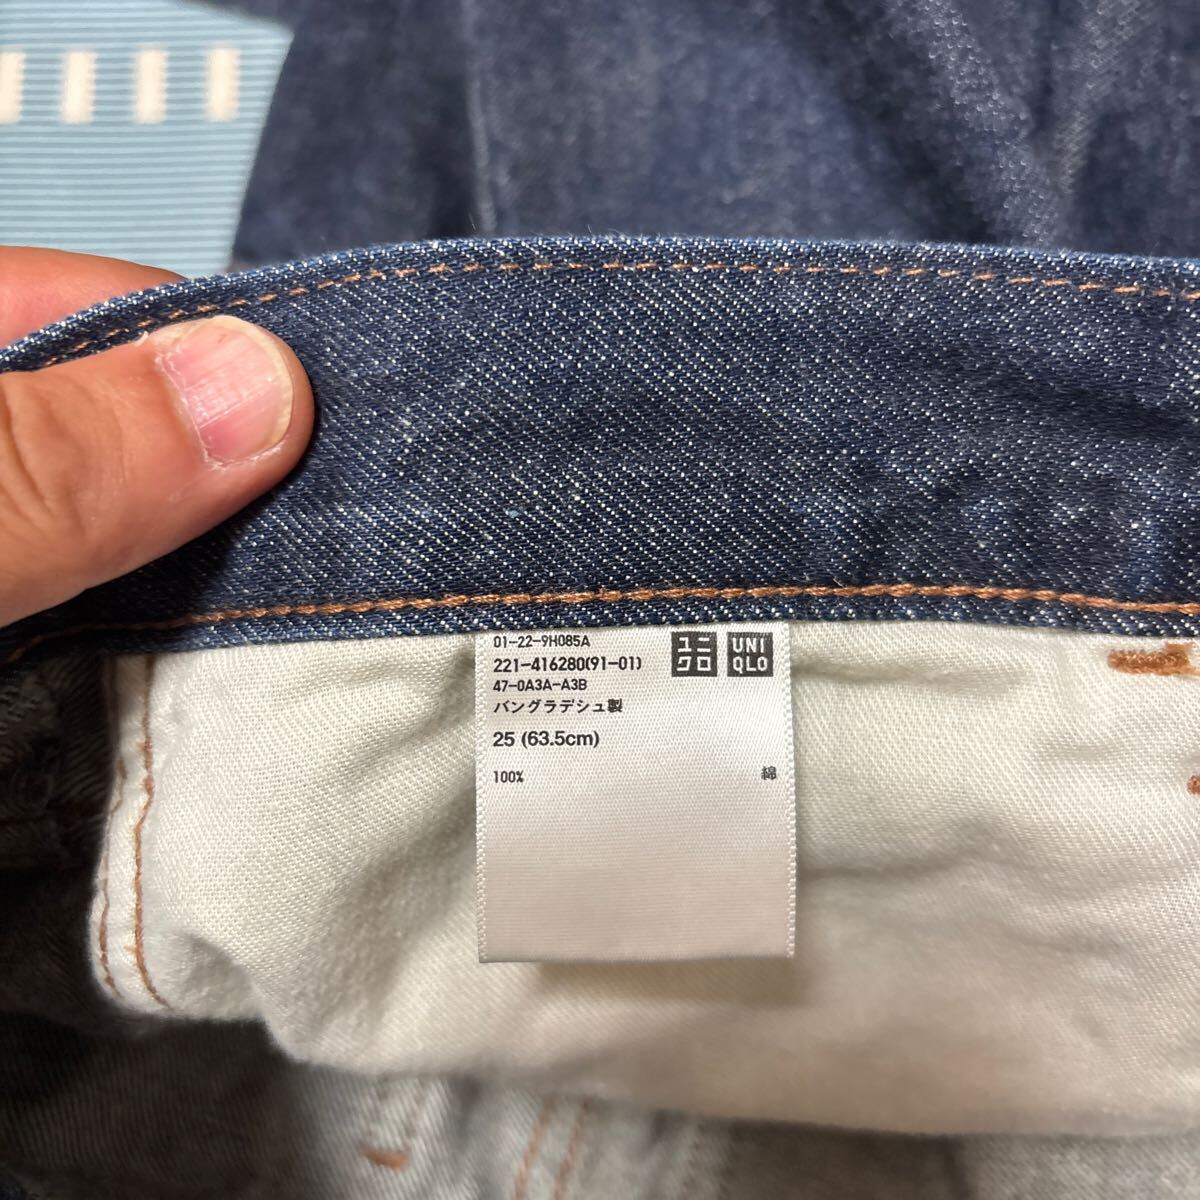 01-22-9H085A
221-416280(91-01)
47-0A3A-A3B
バングラデシュ製
25 (63.5cm)
100% 綿
ユニ
クロ
UNI
QLO